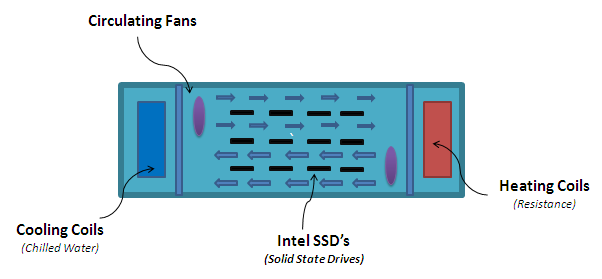 Circulating Fans
Cooling Coils
(Chilled Water)
Intel SSD's
(Solid State Drives)
Heating Coils
(Resistance)